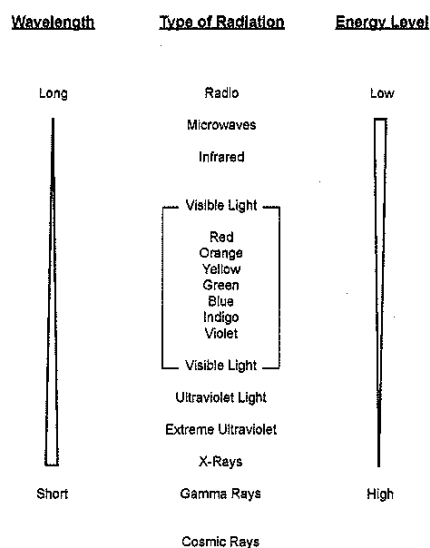 Wavelength Type of Radiation Energy Level
Long Radio Low
Microwaves
Infrared
Visible Light
Red
Orange
Yellow
Green
Blue
Indigo
Violet
Visible Light
Ultraviolet Light
Extreme Ultraviolet
X-Rays
Short Gamma Rays High
Cosmic Rays